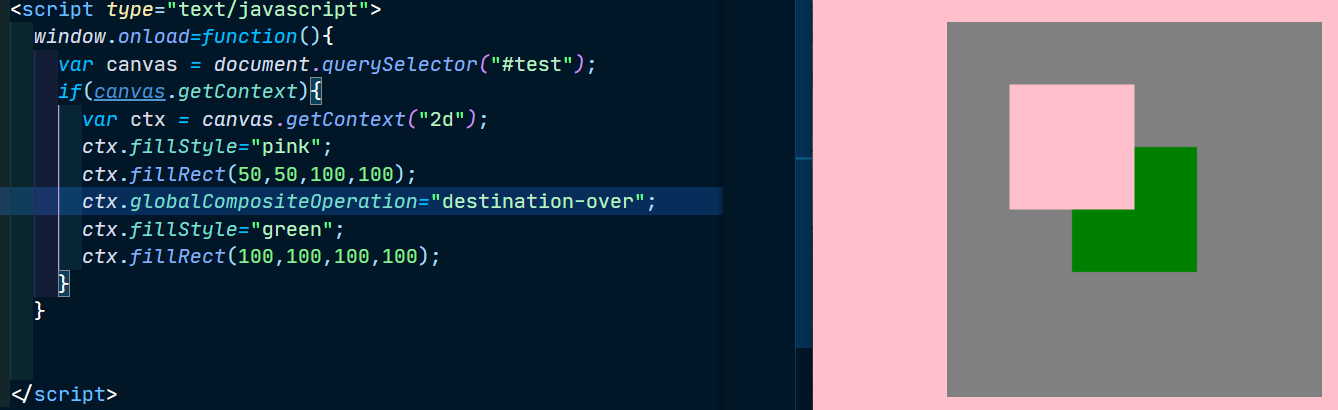 <script type="text/javascript">
window.onload=function(){
var canvas = document.querySelector("#test");
if(canvas.getContext){
var ctx = canvas.getContext("2d");
ctx.fillStyle="pink";
ctx.fillRect(50,50,100,100);
ctx.globalCompositeOperation="destination-over";
ctx.fillStyle="green";
ctx.fillRect(100,100,100,100);
}
}
</script>